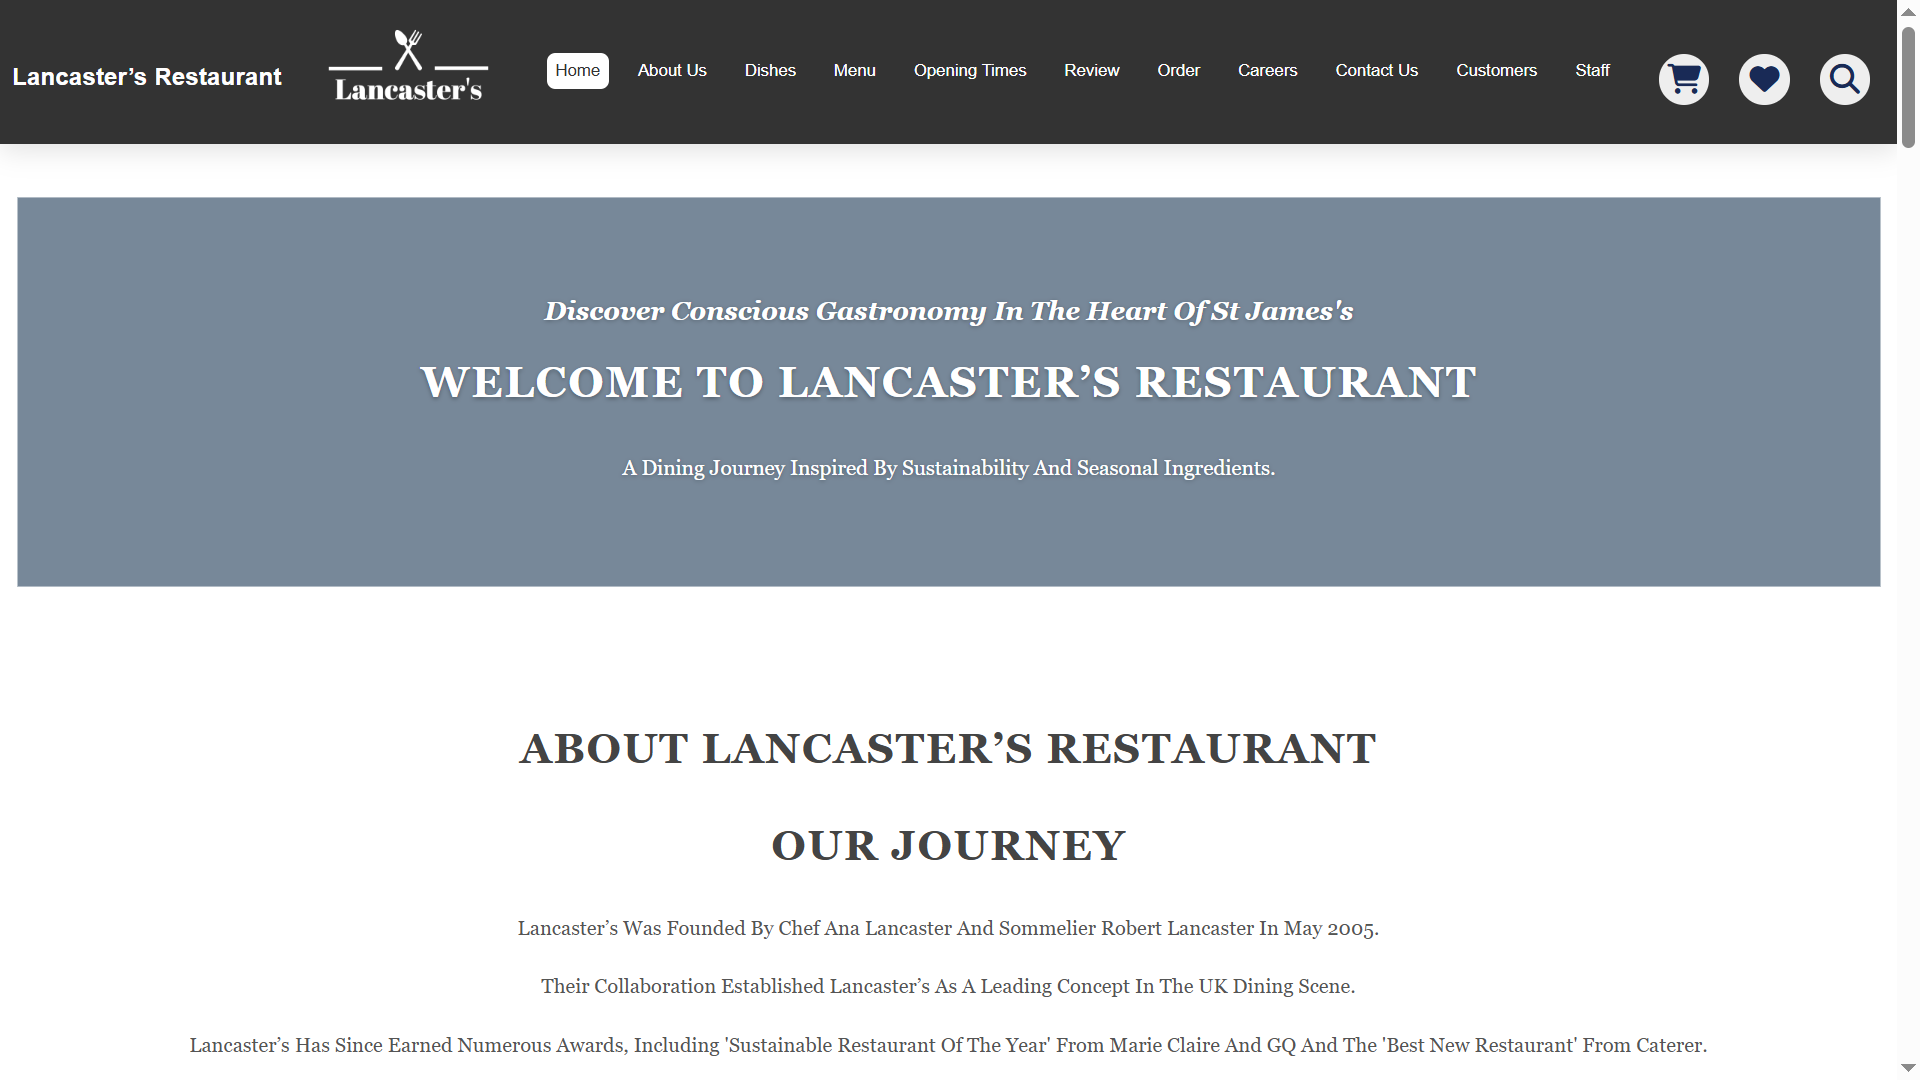 Lancaster’s Restaurant
Lancaster's
Home About Us Dishes Menu Opening Times Review Order Careers Contact Us Customers Staff
Discover Conscious Gastronomy In The Heart Of St James's
WELCOME TO LANCASTER’S RESTAURANT
A Dining Journey Inspired By Sustainability And Seasonal Ingredients.
ABOUT LANCASTER’S RESTAURANT
OUR JOURNEY
Lancaster’s Was Founded By Chef Ana Lancaster And Sommelier Robert Lancaster In May 2005.
Their Collaboration Established Lancaster’s As A Leading Concept In The UK Dining Scene.
Lancaster’s Has Since Earned Numerous Awards, Including 'Sustainable Restaurant Of The Year' From Marie Claire And GQ And The 'Best New Restaurant' From Caterer.